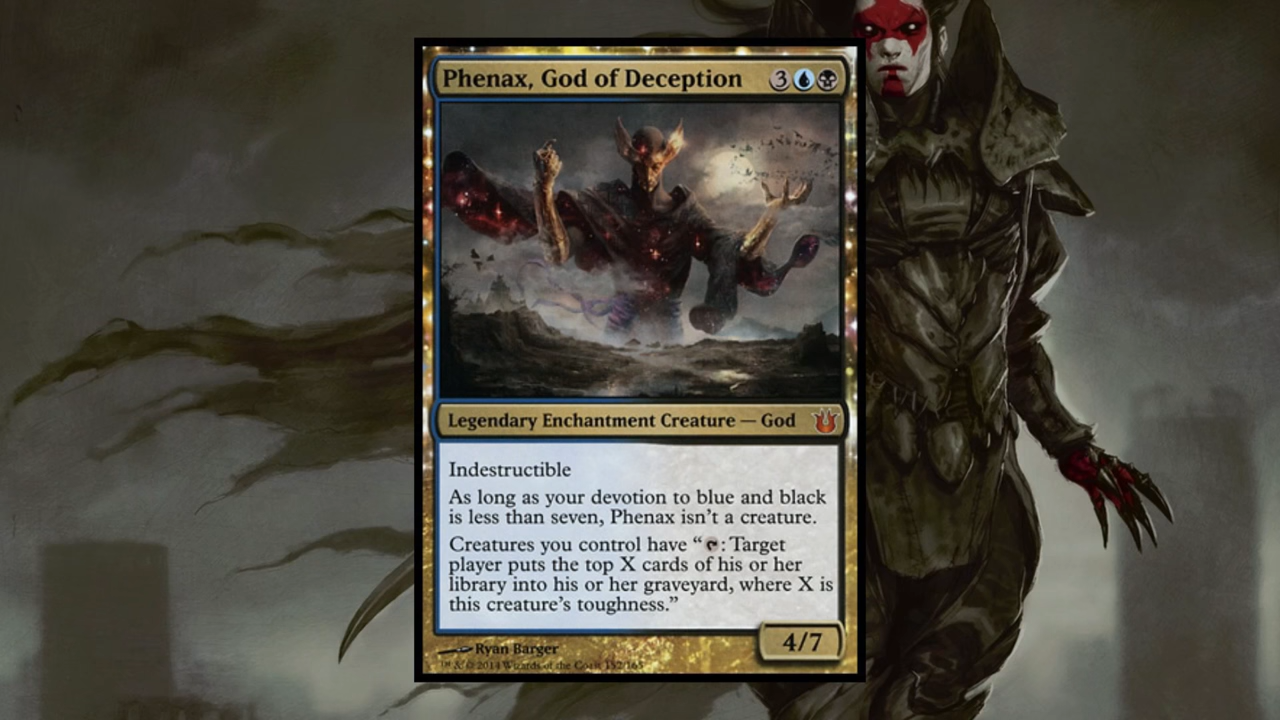 Phenax, God of Deception 3
Legendary Enchantment Creature — God
Indestructible
As long as your devotion to blue and black
is less than seven, Phenax isn't a creature.
Creatures you control have “ : Target
player puts the top X cards of his or her
library into his or her graveyard, where X is
this creature's toughness.”
4/7
Ryan Barger
™ & © 2014 Wizards of the Coast 152/165